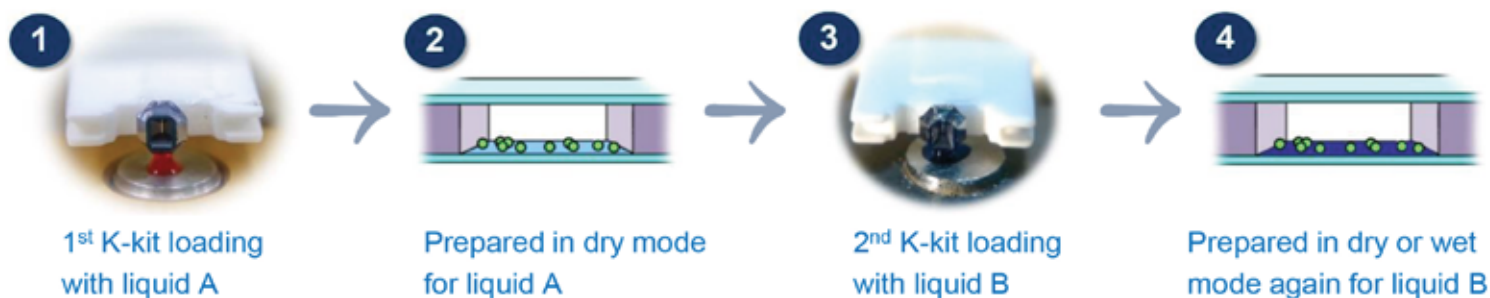 1
2
3
4
1st K-kit loading
with liquid A
Prepared in dry mode
for liquid A
2nd K-kit loading
with liquid B
Prepared in dry or wet
mode again for liquid B